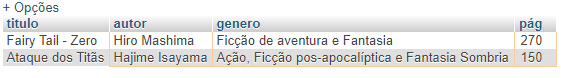 + Opções
titulo autor genero pág
Fairy Tail - Zero Hiro Mashima Ficção de aventura e Fantasia 270
Ataque dos Titãs Hajime Isayama Ação, Ficção pos-apocalíptica e Fantasia Sombria 150